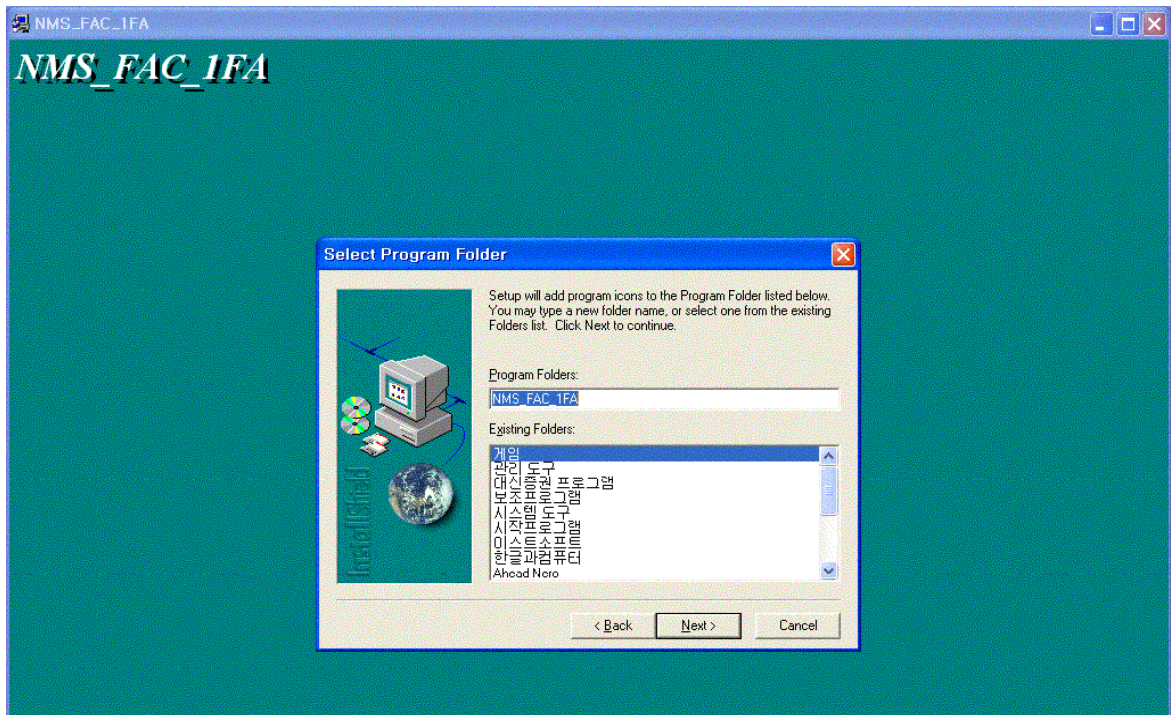 NMS_FAC_1FA
NMS_FAC_1FA
Select Program Folder
Setup will add program icons to the Program Folder listed below.
You may type a new folder name, or select one from the existing
Folders list. Click Next to continue.
Program Folders:
NMS_FAC_1FA
Existing Folders:
게임
관리 도구
대신증권 프로그램
보조프로그램
시스템 도구
시작프로그램
이스트소프트
한글과컴퓨터
Ahead Nero
InstallShield
< Back
Next >
Cancel